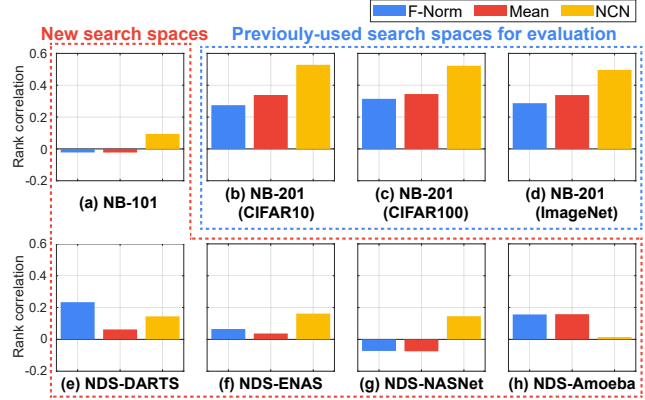 F-Norm Mean NCN
New search spaces Previouly-used search spaces for evaluation
Rank correlation
0.6
0.4
0.2
0
-0.2
(a) NB-101
(b) NB-201
(CIFAR10)
(c) NB-201
(CIFAR100)
(d) NB-201
(ImageNet)
Rank correlation
0.6
0.4
0.2
0
-0.2
(e) NDS-DARTS
(f) NDS-ENAS
(g) NDS-NASNet
(h) NDS-Amoeba